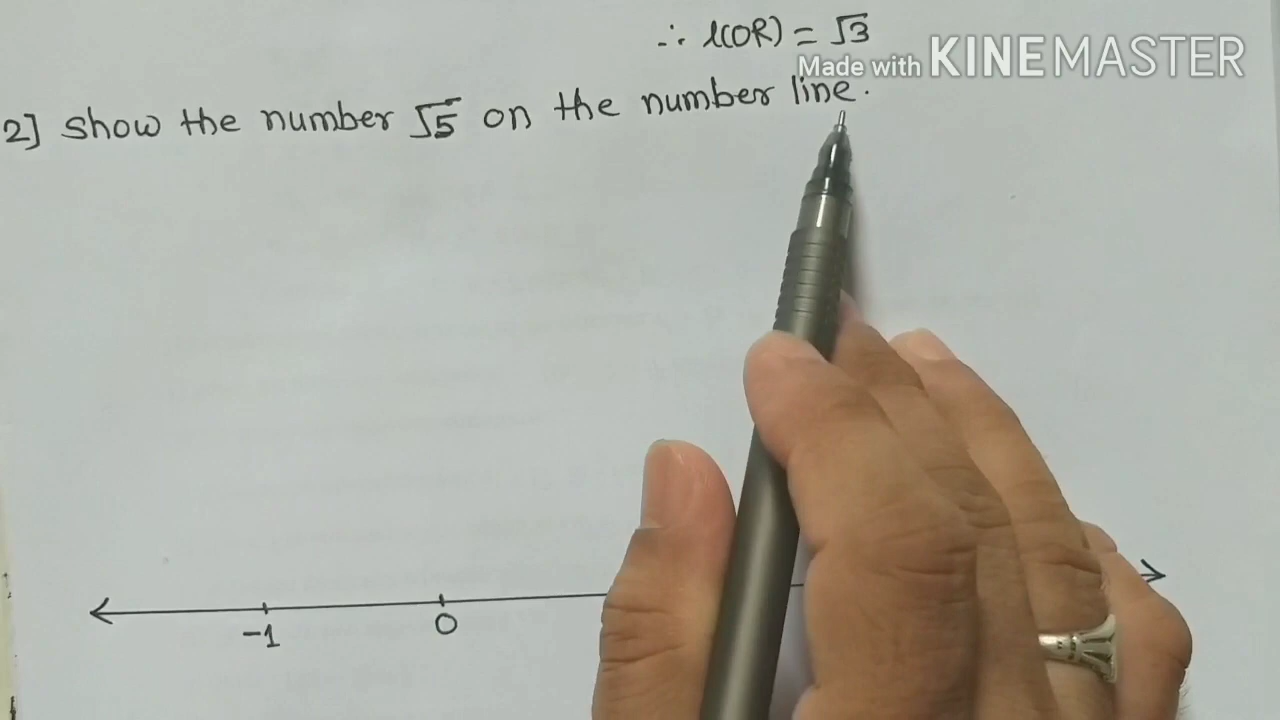 ∴ l(OR) = √3
Made with KINEMASTER
2] show the number √5 on the number line.
-1 0